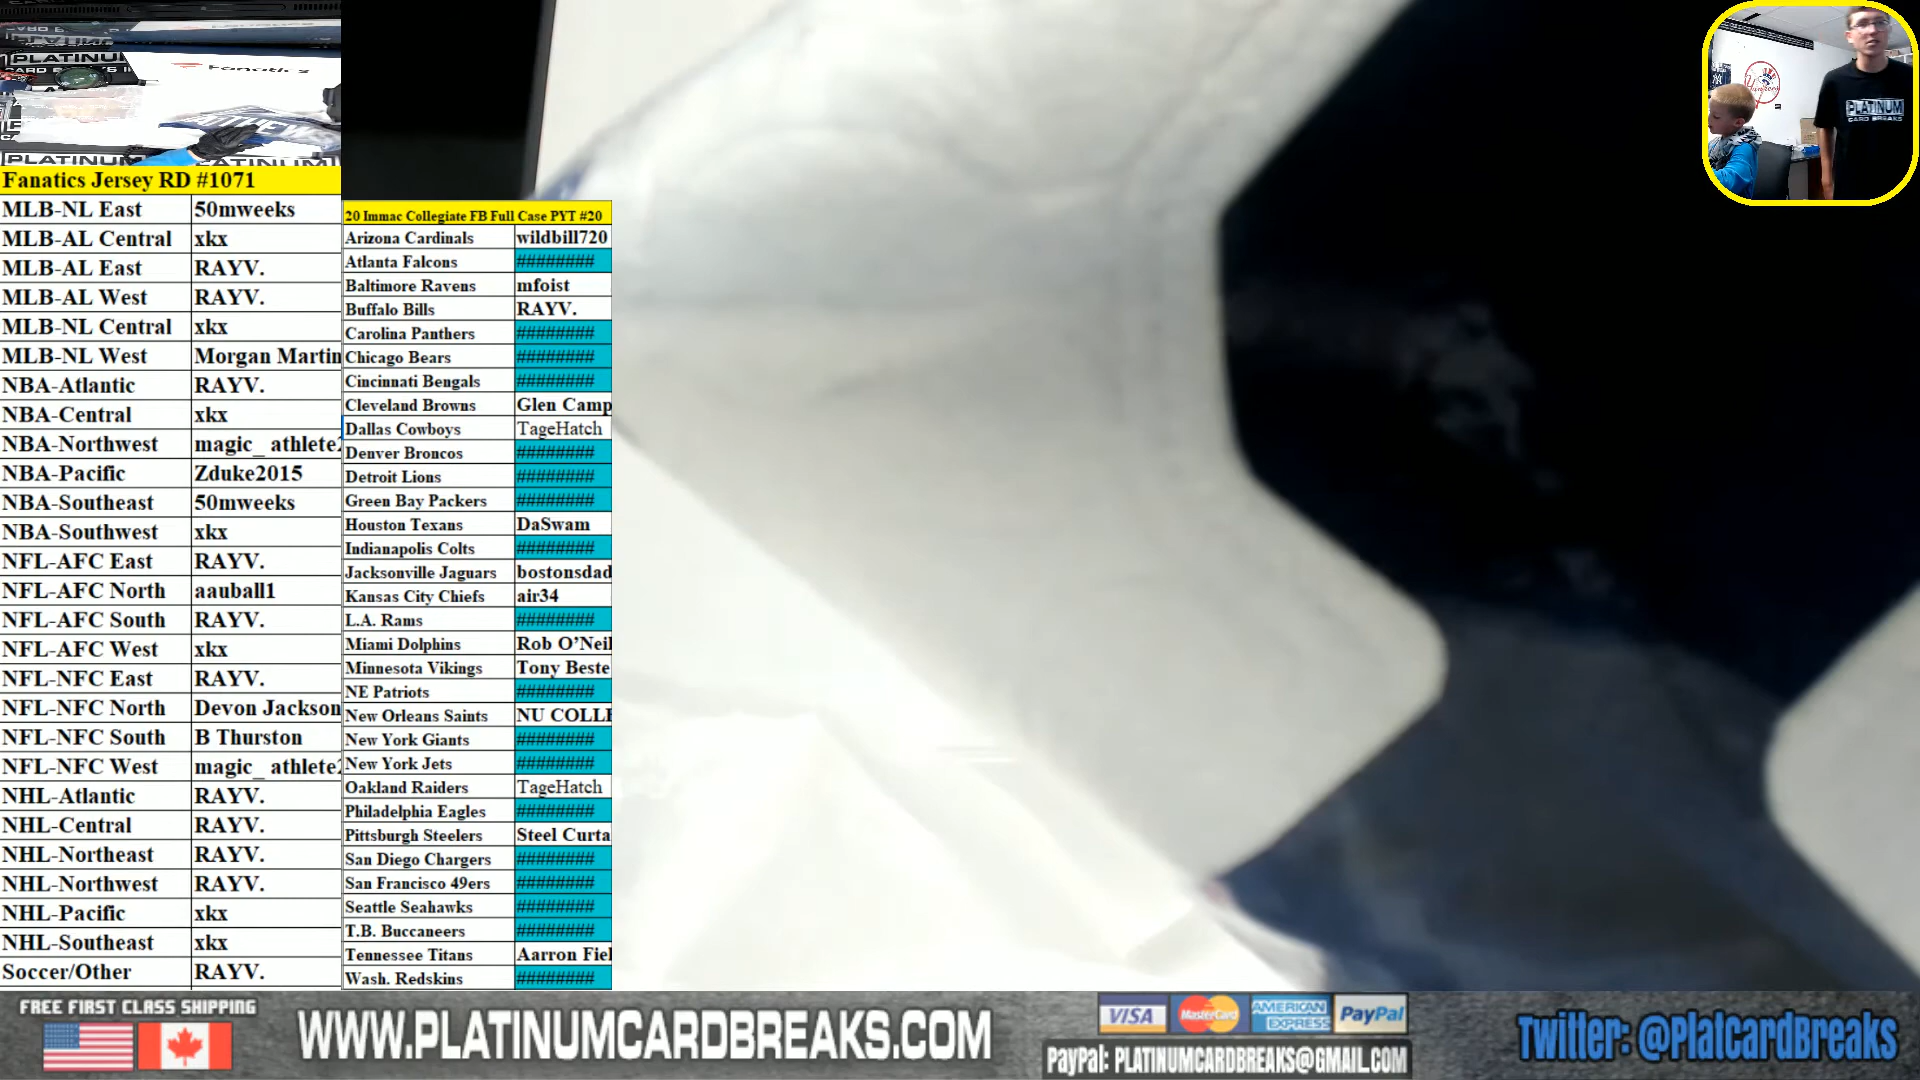 PLATINUM
Fanatics
PLATINUM
Fanatics Jersey RD #1071
MLB-NL East 50mweeks
MLB-AL Central xkx
MLB-AL East RAYV.
MLB-AL West RAYV.
MLB-NL Central xkx
MLB-NL West Morgan Martin
NBA-Atlantic RAYV.
NBA-Central xkx
NBA-Northwest magic_ athlete
NBA-Pacific Zduke2015
NBA-Southeast 50mweeks
NBA-Southwest xkx
NFL-AFC East RAYV.
NFL-AFC North aauball1
NFL-AFC South RAYV.
NFL-AFC West xkx
NFL-NFC East RAYV.
NFL-NFC North Devon Jackson
NFL-NFC South B Thurston
NFL-NFC West magic_ athlete
NHL-Atlantic RAYV.
NHL-Central RAYV.
NHL-Northeast RAYV.
NHL-Northwest RAYV.
NHL-Pacific xkx
NHL-Southeast xkx
Soccer/Other RAYV.
20 Immac Collegiate FB Full Case PYT #20
Arizona Cardinals wildbill720
Atlanta Falcons ########
Baltimore Ravens mfoist
Buffalo Bills RAYV.
Carolina Panthers ########
Chicago Bears ########
Cincinnati Bengals ########
Cleveland Browns Glen Camp
Dallas Cowboys TageHatch
Denver Broncos ########
Detroit Lions ########
Green Bay Packers ########
Houston Texans DaSwam
Indianapolis Colts ########
Jacksonville Jaguars bostonsdad
Kansas City Chiefs air34
L.A. Rams ########
Miami Dolphins Rob O’Neil
Minnesota Vikings Tony Beste
NE Patriots ########
New Orleans Saints NU COLLE
New York Giants ########
New York Jets ########
Oakland Raiders TageHatch
Philadelphia Eagles ########
Pittsburgh Steelers Steel Curta
San Diego Chargers ########
San Francisco 49ers ########
Seattle Seahawks ########
T.B. Buccaneers ########
Tennessee Titans Aarron Fiel
Wash. Redskins ########
PLATINUM
CARD BREAKS
FREE FIRST CLASS SHIPPING
WWW.PLATINUMCARDBREAKS.COM
VISA MasterCard AMERICAN EXPRESS PayPal
PayPal: PLATINUMCARDBREAKS@GMAIL.COM
Twitter: @PlatCardBreaks